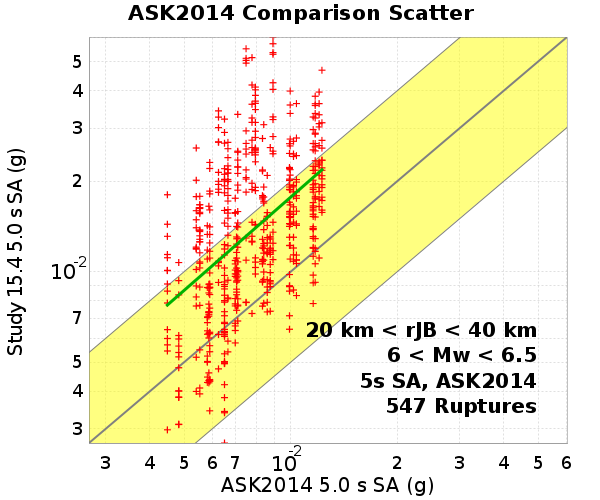 ASK2014 Comparison Scatter
Study 15.4 5.0 s SA (g)
5
4
3
2
10⁻²
7
5
4
3
20 km < rJB < 40 km
6 < Mw < 6.5
5s SA, ASK2014
547 Ruptures
3 4 5 6 7 10⁻² 2 3 4 5 6
ASK2014 5.0 s SA (g)